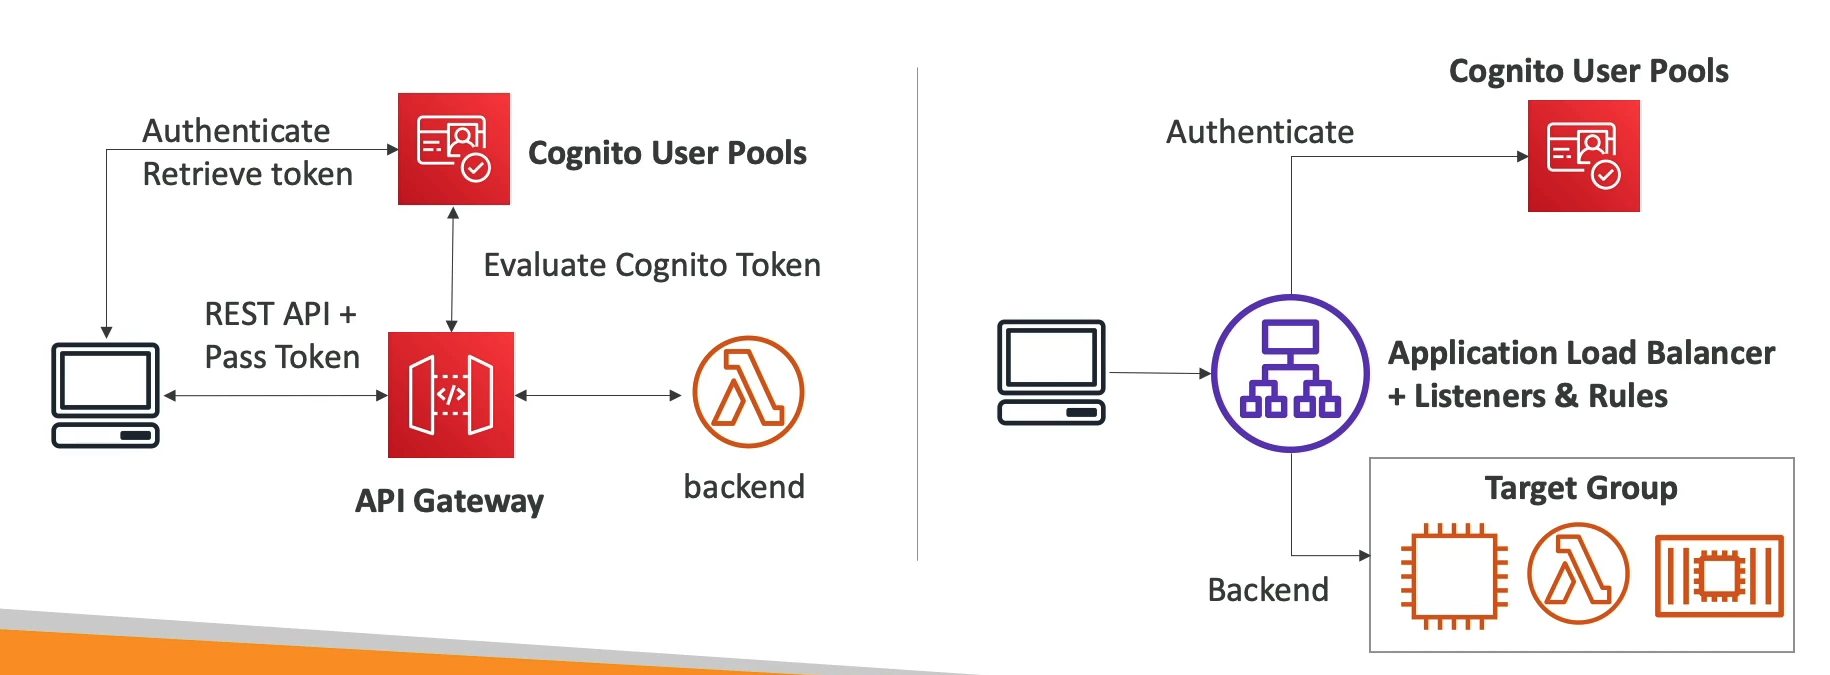 Authenticate
Retrieve token
Cognito User Pools
Evaluate Cognito Token
REST API +
Pass Token
</>
API Gateway
backend
Cognito User Pools
Authenticate
Application Load Balancer
+ Listeners & Rules
Target Group
Backend